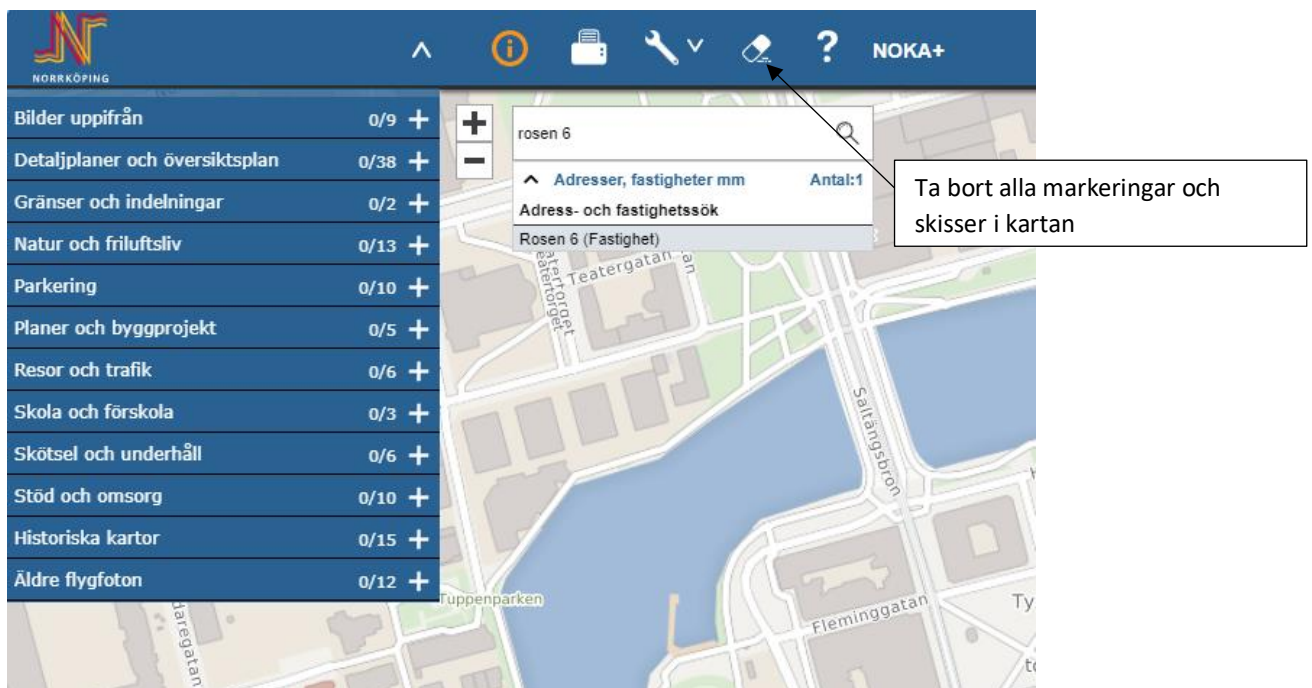 NORRKÖPING
? NOKA+
Bilder uppifrån 0/9 +
Detaljplaner och översiktsplan 0/38 +
Gränser och indelningar 0/2 +
Natur och friluftsliv 0/13 +
Parkering 0/10 +
Planer och byggprojekt 0/5 +
Resor och trafik 0/6 +
Skola och förskola 0/3 +
Skötsel och underhåll 0/6 +
Stöd och omsorg 0/10 +
Historiska kartor 0/15 +
Äldre flygfoton 0/12 +
+
−
rosen 6
Adresser, fastigheter mm Antal:1
Adress- och fastighetssök
Rosen 6 (Fastighet)
Ta bort alla markeringar och
skisser i kartan
Teatergatan
Saltängsbron
Tuppenparken
Fleminggatan